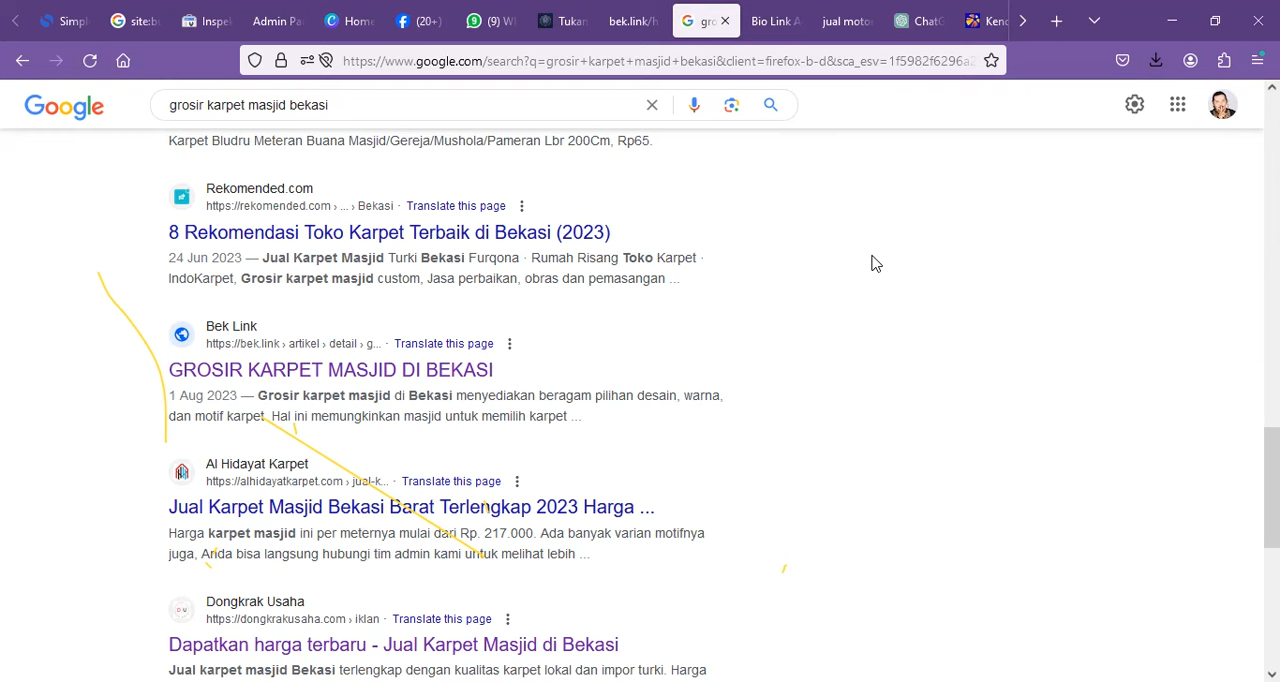 Simpl
site:b
Inspek
Admin Pa
Home
(20+)
(9) W
Tukan
bek.link/h
gro
Bio Link A
jual moto
ChatG
Kend
https://www.google.com/search?q=grosir+karpet+masjid+bekasi&client=firefox-b-d&sca_esv=1f5982f6296a2
Google
grosir karpet masjid bekasi
Karpet Bludru Meteran Buana Masjid/Gereja/Mushola/Pameran Lbr 200Cm, Rp65.
Rekomended.com
https://rekomended.com › ... › Bekasi · Translate this page
8 Rekomendasi Toko Karpet Terbaik di Bekasi (2023)
24 Jun 2023 — Jual Karpet Masjid Turki Bekasi Furqona · Rumah Risang Toko Karpet ·
IndoKarpet, Grosir karpet masjid custom, Jasa perbaikan, obras dan pemasangan ...
Bek Link
https://bek.link › artikel › detail › g... · Translate this page
GROSIR KARPET MASJID DI BEKASI
1 Aug 2023 — Grosir karpet masjid di Bekasi menyediakan beragam pilihan desain, warna,
dan motif karpet. Hal ini memungkinkan masjid untuk memilih karpet ...
Al Hidayat Karpet
https://alhidayatkarpet.com › jual-k... · Translate this page
Jual Karpet Masjid Bekasi Barat Terlengkap 2023 Harga ...
Harga karpet masjid ini per meternya mulai dari Rp. 217.000. Ada banyak varian motifnya
juga, Anda bisa langsung hubungi tim admin kami untuk melihat lebih ...
Dongkrak Usaha
https://dongkrakusaha.com › iklan · Translate this page
Dapatkan harga terbaru - Jual Karpet Masjid di Bekasi
Jual karpet masjid Bekasi terlengkap dengan kualitas karpet lokal dan impor turki. Harga